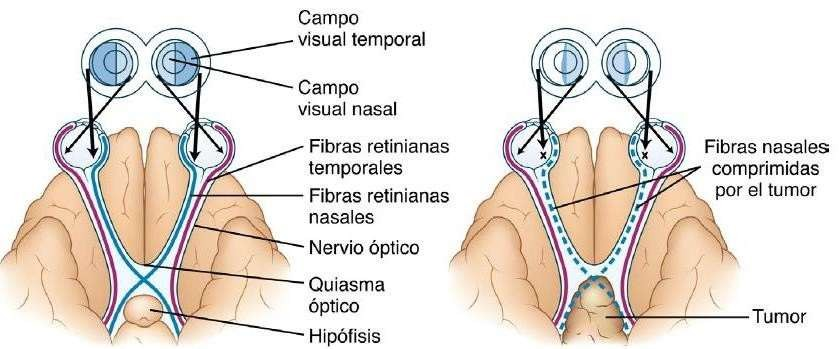 Campo
visual temporal
Campo
visual nasal
Fibras retinianas
temporales
Fibras retinianas
nasales
Nervio óptico
Quiasma
óptico
Hipófisis
x
x
Fibras nasales
comprimidas
por el tumor
Tumor